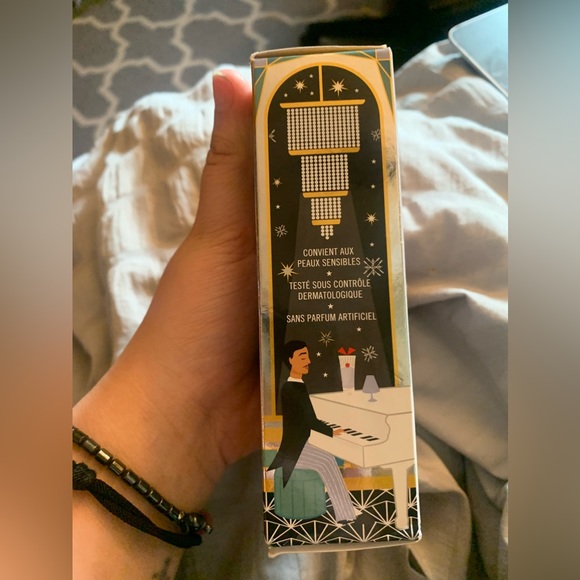 CONVIENT AUX
PEAUX SENSIBLES
TESTÉ SOUS CONTRÔLE
DERMATOLOGIQUE
SANS PARFUM ARTIFICIEL